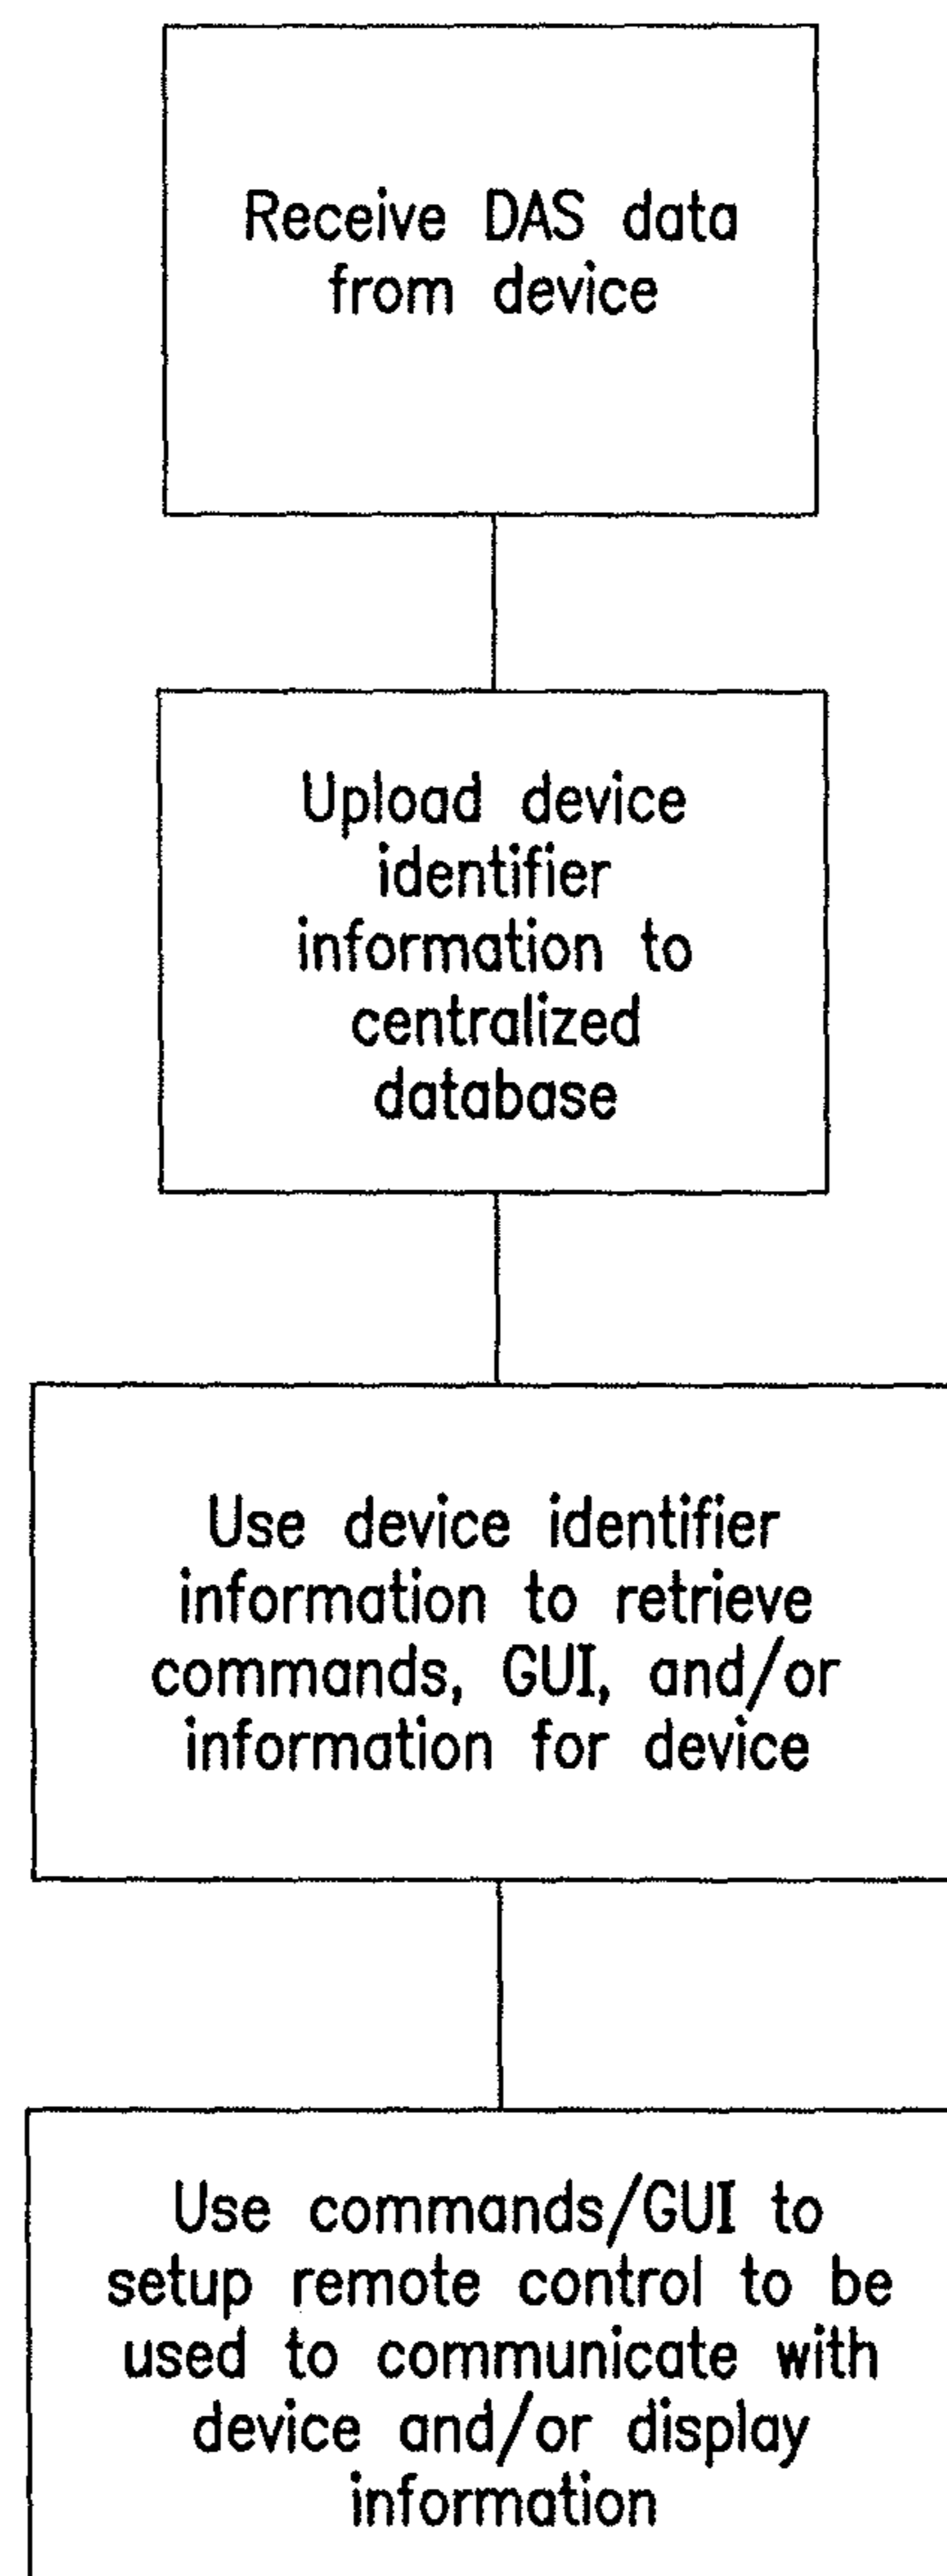 Receive DAS data
from device
Upload device
identifier
information to
centralized
database
Use device identifier
information to retrieve
commands, GUI, and/or
information for device
Use commands/GUI to
setup remote control to be
used to communicate with
device and/or display
information